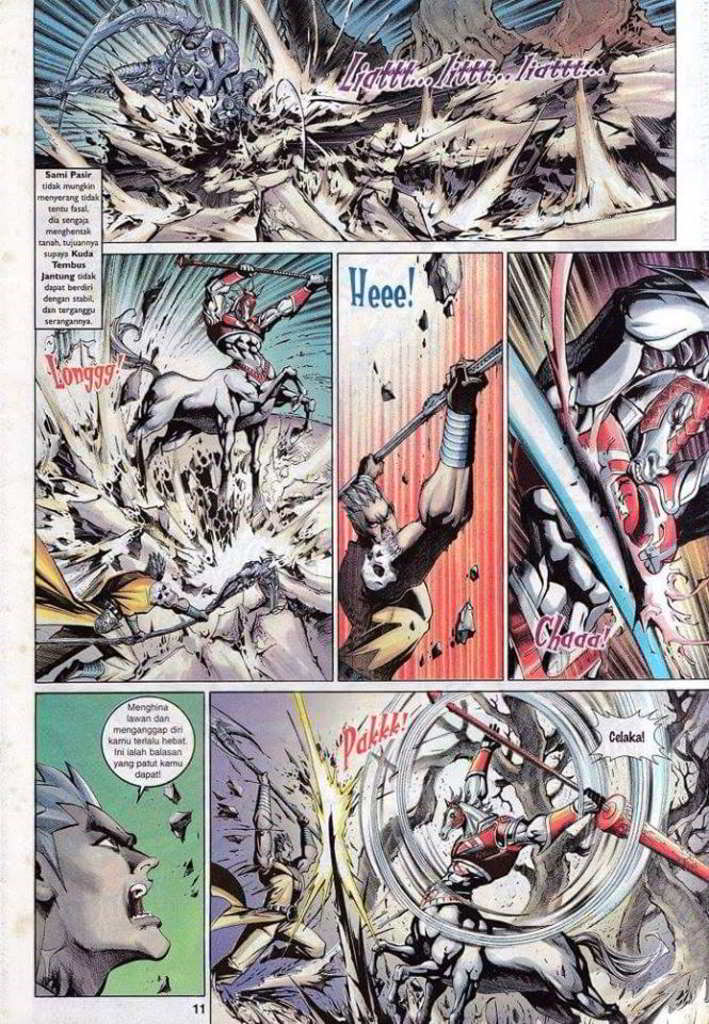 Liattt... Iittt... Iiattt...
Sami Pasir
tidak mungkin
menyerang tidak
tentu fasal,
dia sengaja
menghentak
tanah, tujuannya
supaya Kuda
Tembus
Jantung tidak
dapat berdiri
dengan stabil,
dan terganggu
serangannya.
Longgg!
Heee!
Chaaa!
Menghina
lawan dan
menganggap diri
kamu terlalu hebat.
Ini ialah balasan
yang patut kamu
dapat!
Pakkk!
Celaka!
11